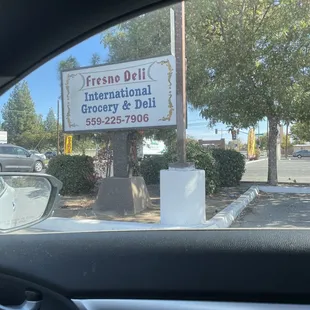 Fresno Deli
International
Grocery & Deli
559-225-7906